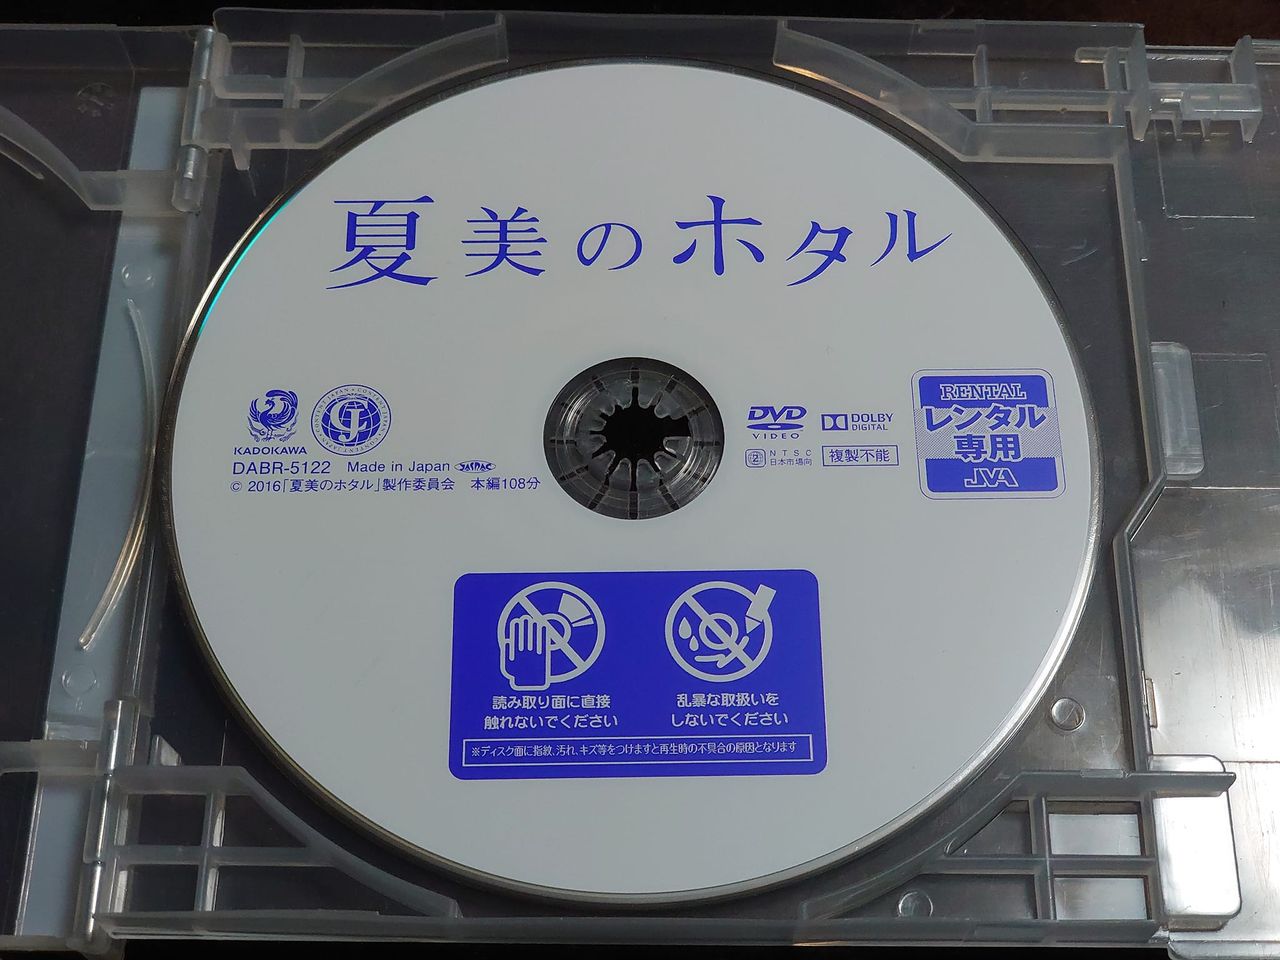 夏美のホタル
KADOKAWA
CONTENT JAPAN
CJ
DABR-5122 Made in Japan JASRAC
© 2016「夏美のホタル」製作委員会 本編108分
DVD
VIDEO
DOLBY
DIGITAL
2 NTSC
日本市場向
複製不能
RENTAL
レンタル
専用
JVA
読み取り面に直接
触れないでください
乱暴な取扱いを
しないでください
※ディスク面に指紋、汚れ、キズ等をつけますと再生時の不具合の原因となります